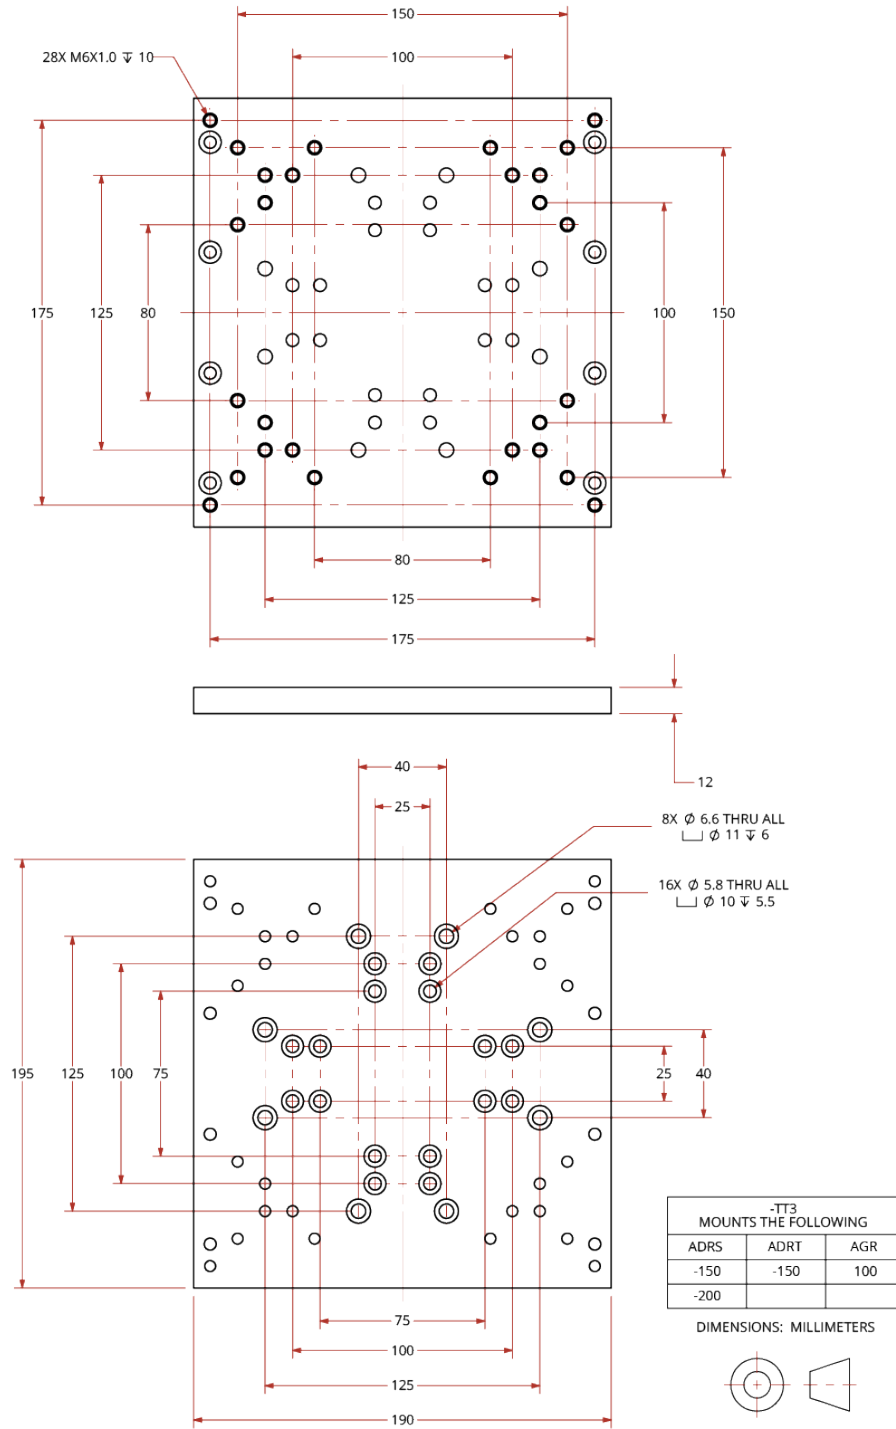 150
28X M6X1.0 ↧ 10
100
175
125
80
100
150
80
125
175
12
40
25
8X ⌀ 6.6 THRU ALL
⌴ ⌀ 11 ↧ 6
16X ⌀ 5.8 THRU ALL
⌴ ⌀ 10 ↧ 5.5
195
125
100
75
25
40
-TT3
MOUNTS THE FOLLOWING
ADRS ADRT AGR
-150 -150 100
-200
75
DIMENSIONS: MILLIMETERS
100
125
190